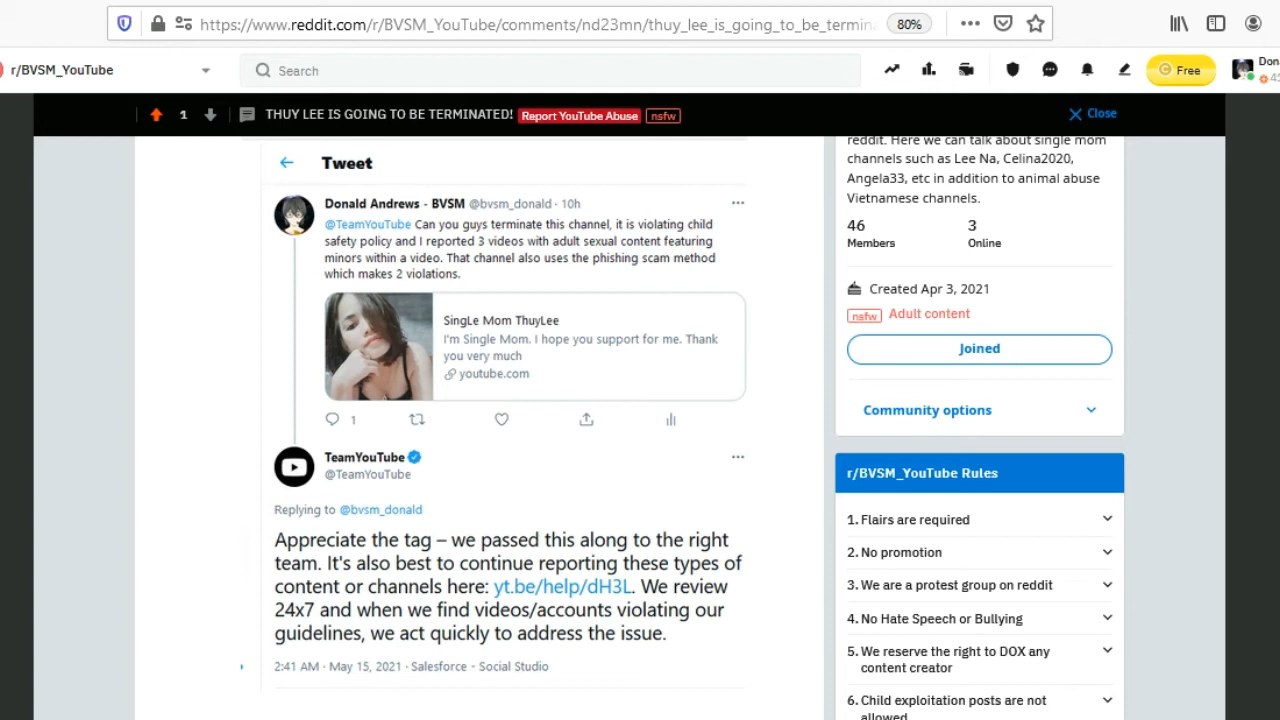 https://www.reddit.com/r/BVSM_YouTube/comments/nd23mn/thuy_lee_is_going_to_be_termin
80%
r/BVSM_YouTube
Search
Free
Don
1
THUY LEE IS GOING TO BE TERMINATED! Report YouTube Abuse nsfw
Close
Tweet
Donald Andrews - BVSM @bvsm_donald · 10h
@TeamYouTube Can you guys terminate this channel, it is violating child
safety policy and I reported 3 videos with adult sexual content featuring
minors within a video. That channel also uses the phishing scam method
which makes 2 violations.
SingLe Mom ThuyLee
I'm Single Mom. I hope you support for me. Thank
you very much
youtube.com
1
TeamYouTube
@TeamYouTube
Replying to @bvsm_donald
Appreciate the tag – we passed this along to the right
team. It's also best to continue reporting these types of
content or channels here: yt.be/help/dH3L. We review
24x7 and when we find videos/accounts violating our
guidelines, we act quickly to address the issue.
2:41 AM · May 15, 2021 · Salesforce - Social Studio
reddit. Here we can talk about single mom
channels such as Lee Na, Celina2020,
Angela33, etc in addition to animal abuse
Vietnamese channels.
46 3
Members Online
Created Apr 3, 2021
nsfw Adult content
Joined
Community options
r/BVSM_YouTube Rules
1. Flairs are required
2. No promotion
3. We are a protest group on reddit
4. No Hate Speech or Bullying
5. We reserve the right to DOX any
content creator
6. Child exploitation posts are not
allowed